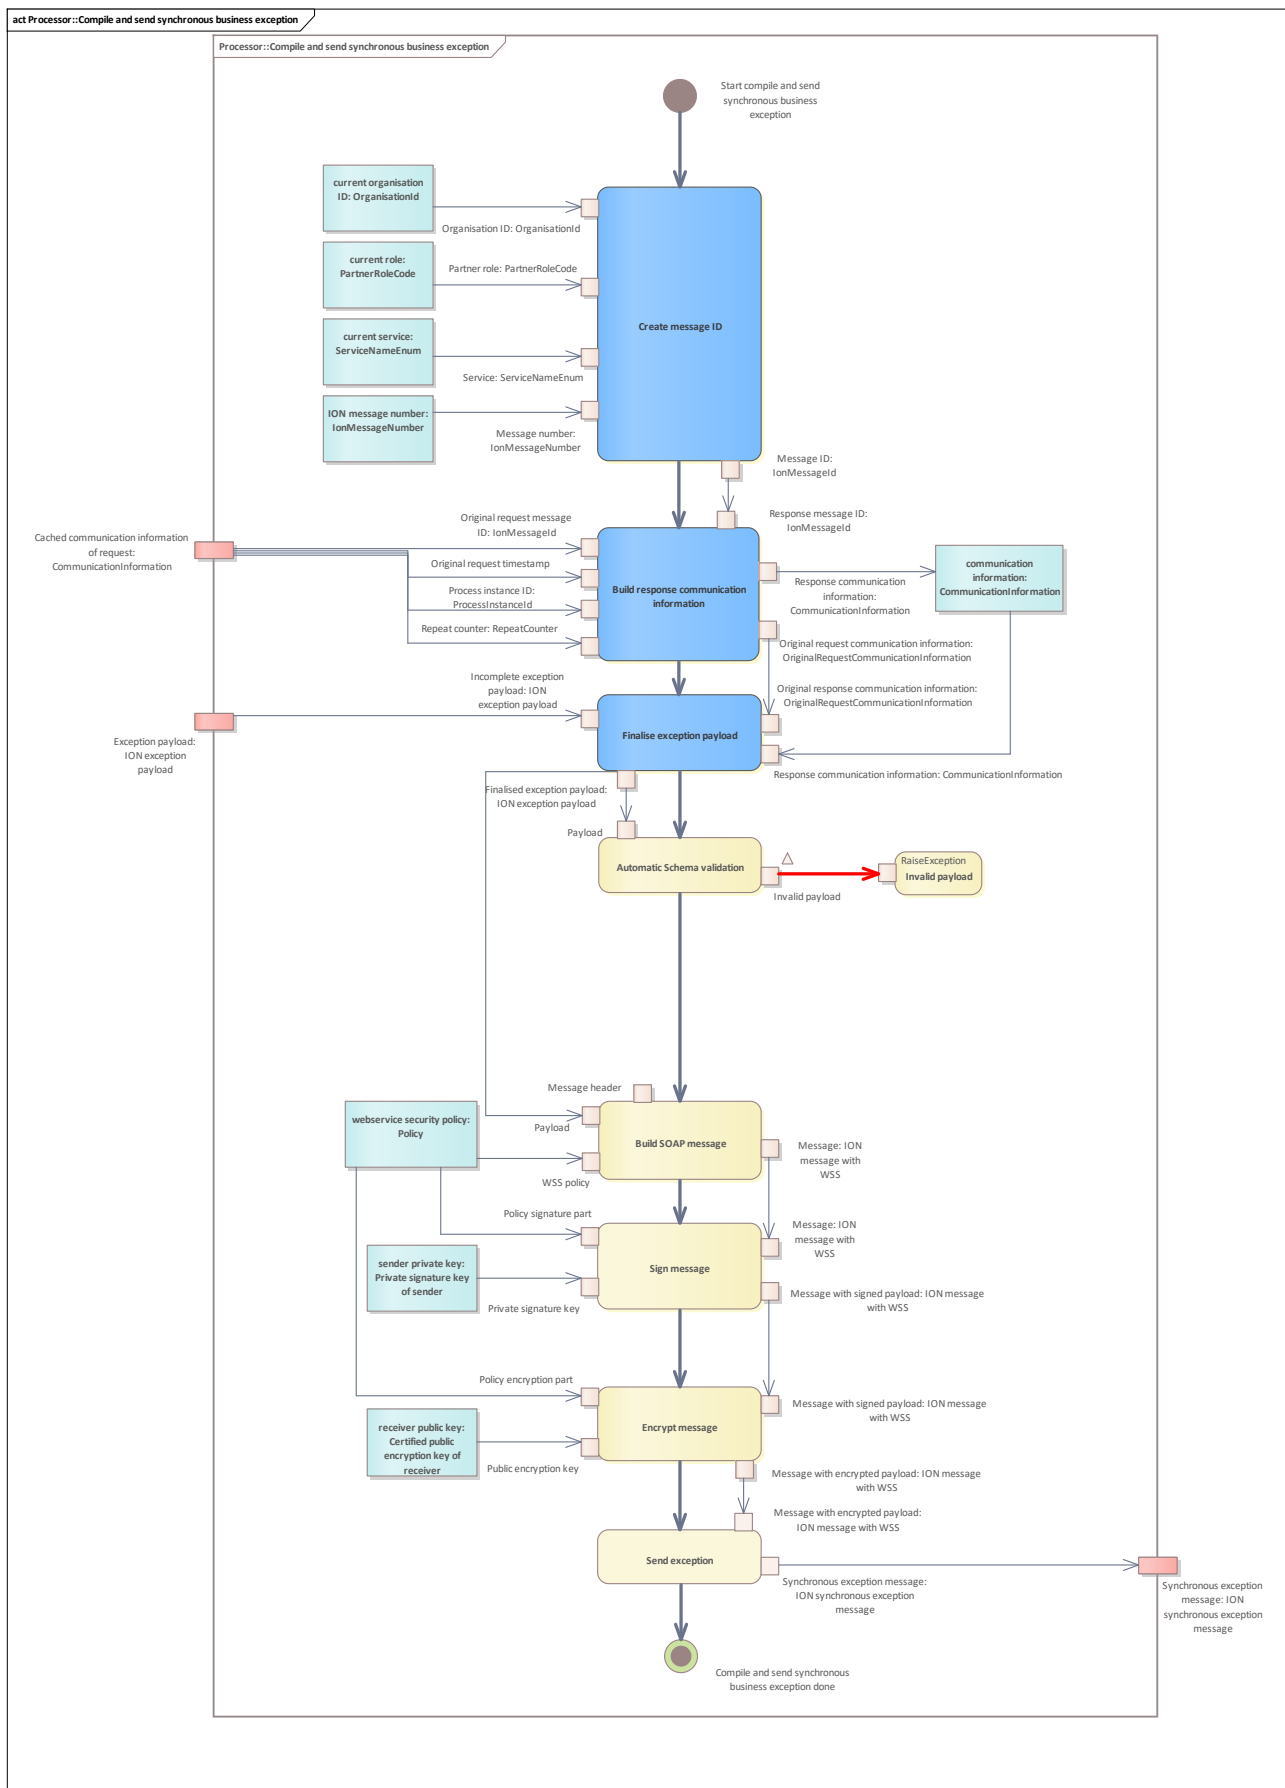 act Processor::Compile and send synchronous business exception
Processor::Compile and send synchronous business exception
Start compile and send
synchronous business
exception
current organisation
ID: OrganisationId
Organisation ID: OrganisationId
current role:
PartnerRoleCode
Partner role: PartnerRoleCode
Create message ID
current service:
ServiceNameEnum
Service: ServiceNameEnum
ION message number:
IonMessageNumber
Message number:
IonMessageNumber
Message ID:
IonMessageId
Response message ID:
IonMessageId
Original request message
ID: IonMessageId
Cached communication information
of request:
CommunicationInformation
Original request timestamp
Process instance ID:
ProcessInstanceId
Repeat counter: RepeatCounter
Build response communication
information
communication
information:
CommunicationInformation
Response communication
information:
CommunicationInformation
Original request communication information:
OriginalRequestCommunicationInformation
Incomplete exception
payload: ION
exception payload
Original response communication information:
OriginalRequestCommunicationInformation
Exception payload:
ION exception
payload
Finalise exception payload
Response communication information: CommunicationInformation
Finalised exception payload:
ION exception payload
Payload
Automatic Schema validation
RaiseException
Invalid payload
Invalid payload
Message header
Payload
webservice security policy:
Policy
Build SOAP message
Message: ION
message with
WSS
WSS policy
Policy signature part
Message: ION
message with
WSS
sender private key:
Private signature key
of sender
Sign message
Private signature key
Message with signed payload: ION message
with WSS
Policy encryption part
Message with signed payload: ION message
with WSS
receiver public key:
Certified public
encryption key of
receiver
Encrypt message
Public encryption key
Message with encrypted payload: ION message
with WSS
Message with encrypted payload:
ION message with WSS
Send exception
Synchronous exception message:
ION synchronous exception
message
Synchronous exception
message: ION
synchronous exception
message
Compile and send synchronous
business exception done